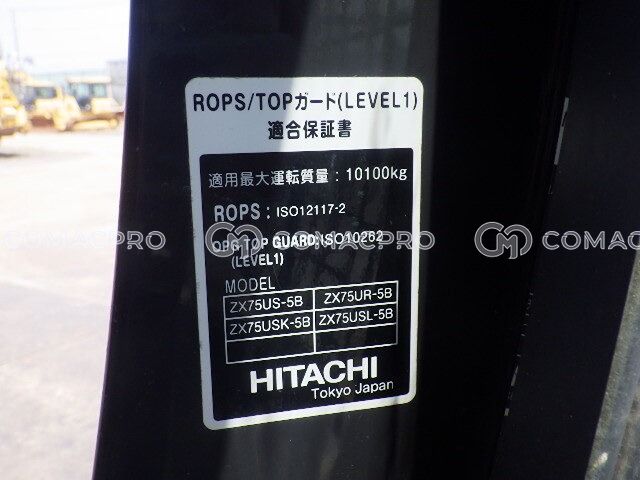 ROPS/TOPガード(LEVEL1)
適合保証書
適用最大運転質量：10100kg
ROPS：ISO12117-2
OPG TOP GUARD:ISO10262
(LEVEL1)
COMACPRO
COMACPRO
MODEL
ZX75US-5B ZX75UR-5B
ZX75USK-5B ZX75USL-5B
HITACHI
Tokyo Japan